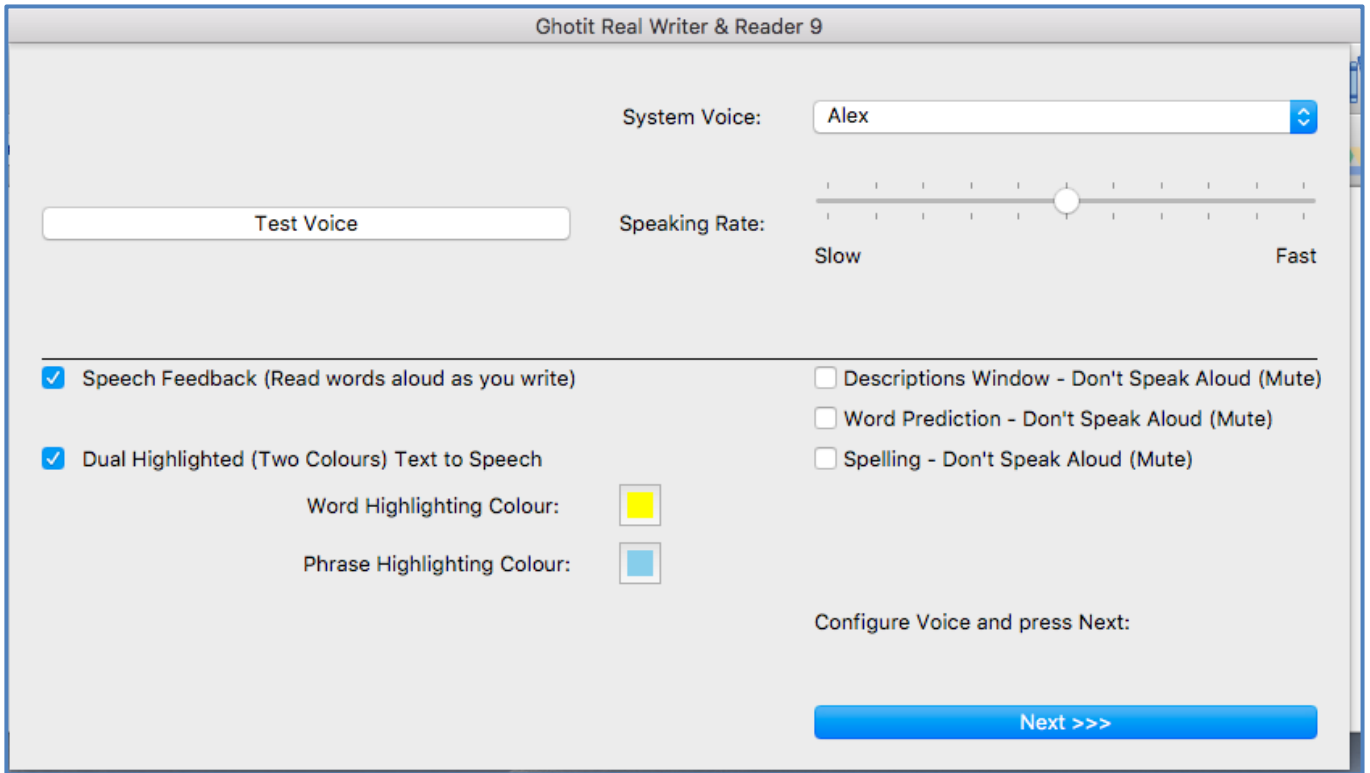 Ghotit Real Writer & Reader 9
System Voice:
Alex
Test Voice
Speaking Rate:
Slow
Fast
Speech Feedback (Read words aloud as you write)
Descriptions Window - Don't Speak Aloud (Mute)
Word Prediction - Don't Speak Aloud (Mute)
Dual Highlighted (Two Colours) Text to Speech
Spelling - Don't Speak Aloud (Mute)
Word Highlighting Colour:
Phrase Highlighting Colour:
Configure Voice and press Next:
Next >>>